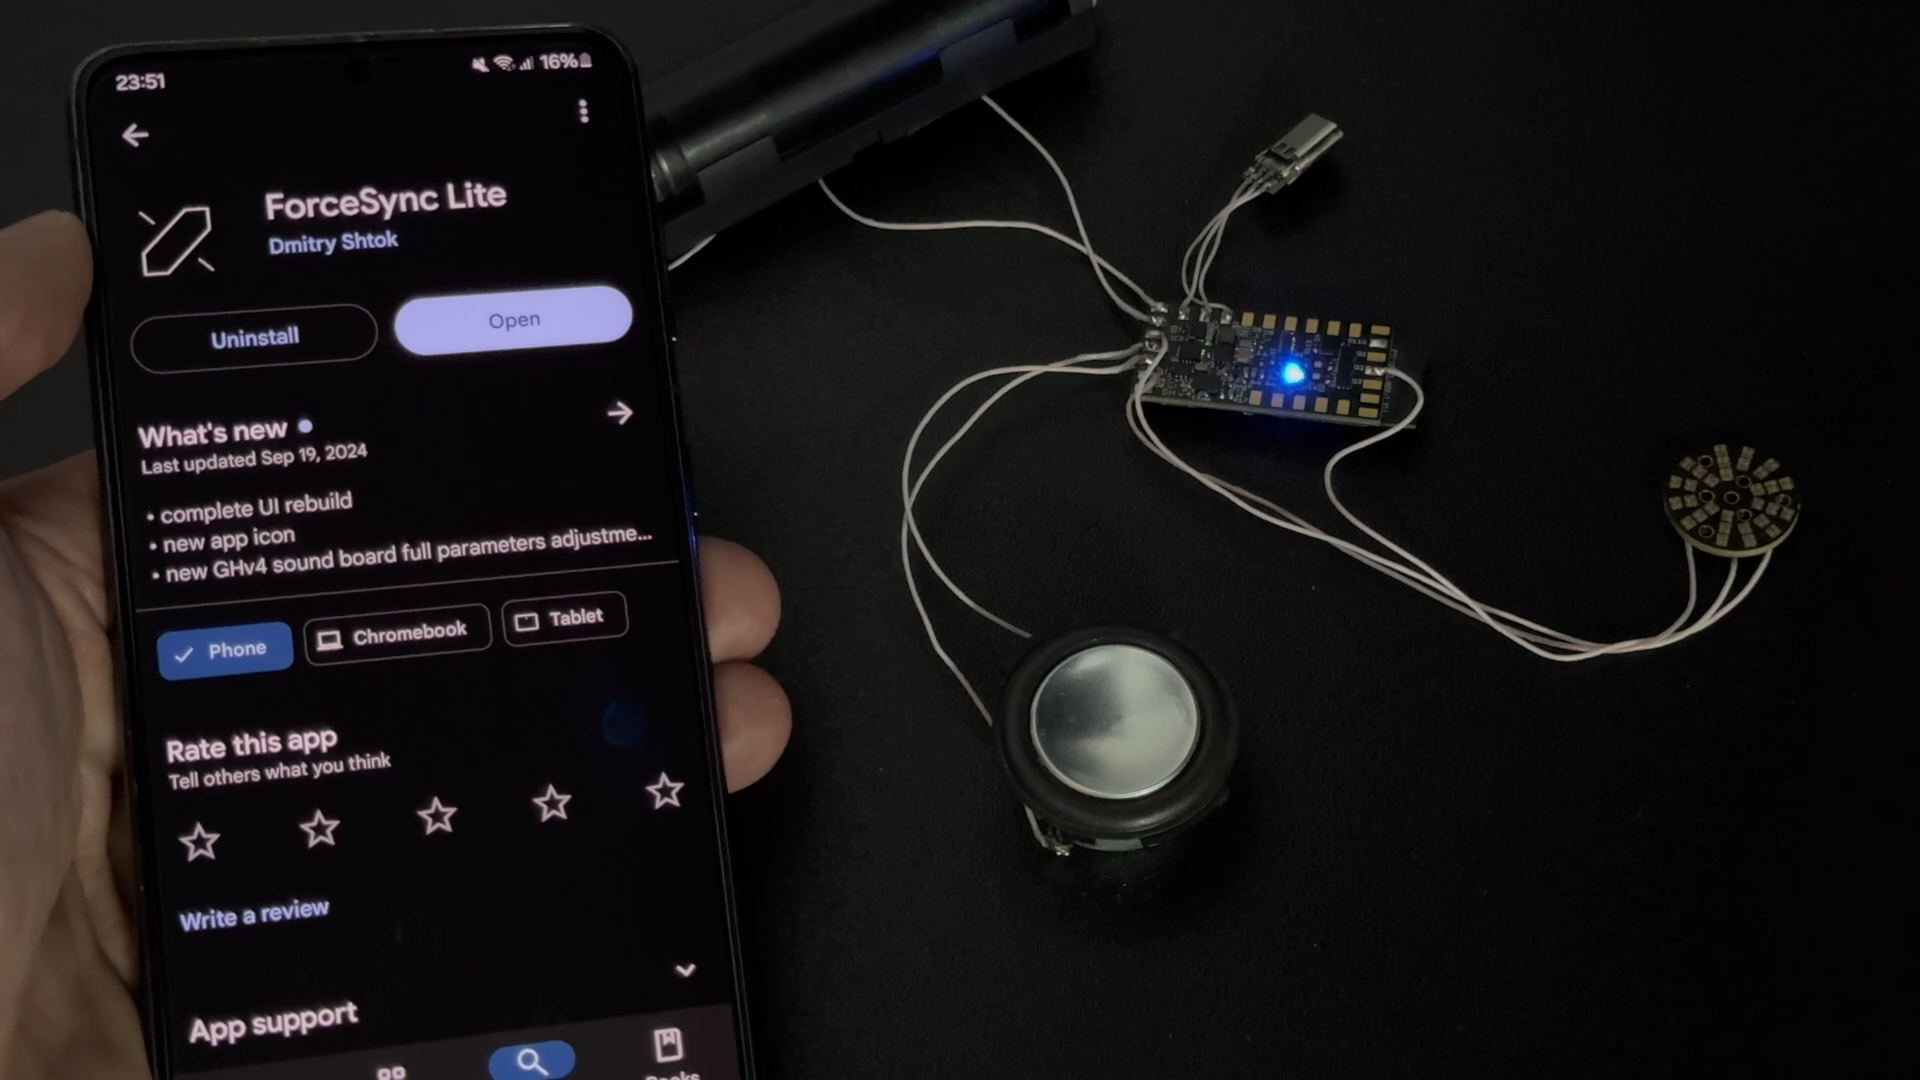 23:51
16%
ForceSync Lite
Dmitry Shtok
Uninstall
Open
What's new
Last updated Sep 19, 2024
• complete UI rebuild
• new app icon
• new GHv4 sound board full parameters adjustme...
Phone
Chromebook
Tablet
Rate this app
Tell others what you think
Write a review
App support
Books